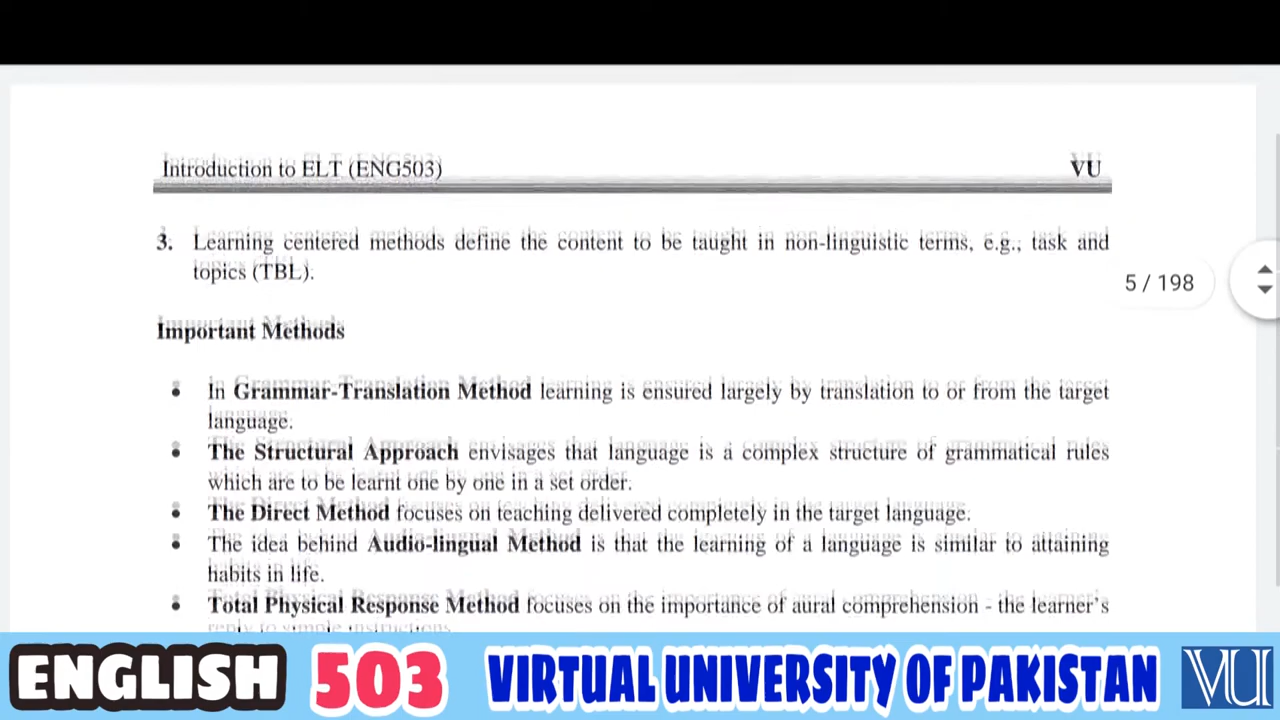 Introduction to ELT (ENG503) VU
3. Learning centered methods define the content to be taught in non-linguistic terms, e.g., task and
topics (TBL).
5 / 198
Important Methods
• In Grammar-Translation Method learning is ensured largely by translation to or from the target
language.
• The Structural Approach envisages that language is a complex structure of grammatical rules
which are to be learnt one by one in a set order.
• The Direct Method focuses on teaching delivered completely in the target language.
• The idea behind Audio-lingual Method is that the learning of a language is similar to attaining
habits in life.
• Total Physical Response Method focuses on the importance of aural comprehension - the learner's
reply to simple instructions
ENGLISH 503 VIRTUAL UNIVERSITY OF PAKISTAN VU